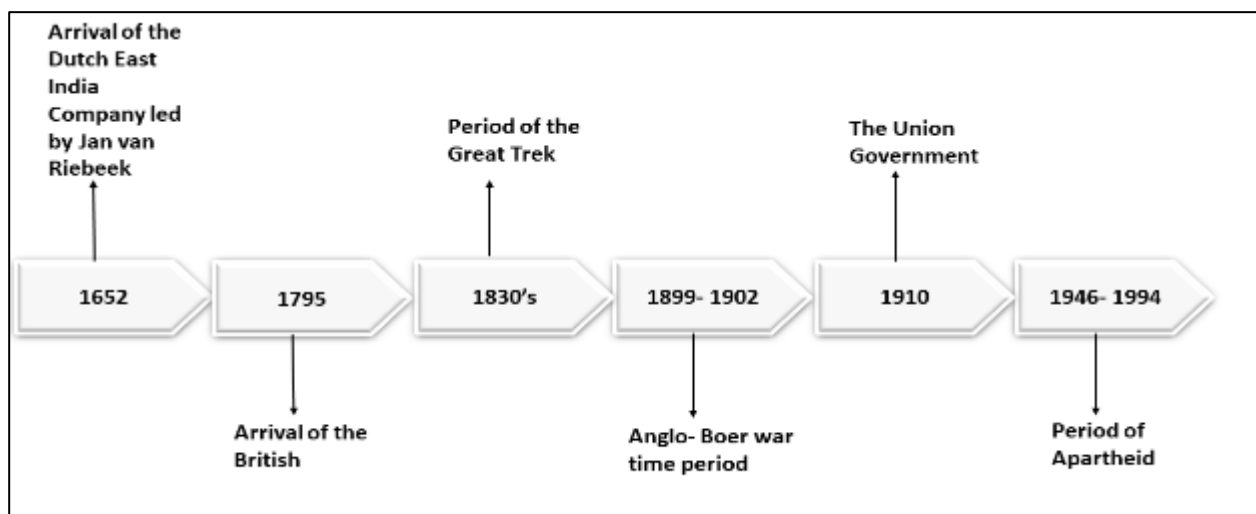 Arrival of the
Dutch East
India
Company led
by Jan van
Riebeek
Period of the
Great Trek
The Union
Government
1652
1795
1830's
1899- 1902
1910
1946- 1994
Arrival of the
British
Anglo- Boer war
time period
Period of
Apartheid